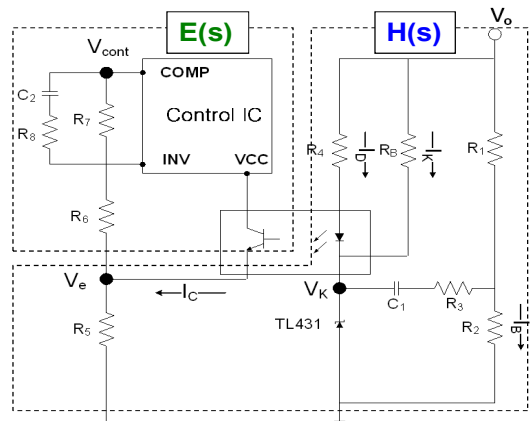 E(s)
H(s)
Vo
Vcont
COMP
C2
Control IC
R7
R8
INV
VCC
R4
ID
RB
IK
R1
R6
Ve
IC
VK
C1
R3
R2
IB
R5
TL431